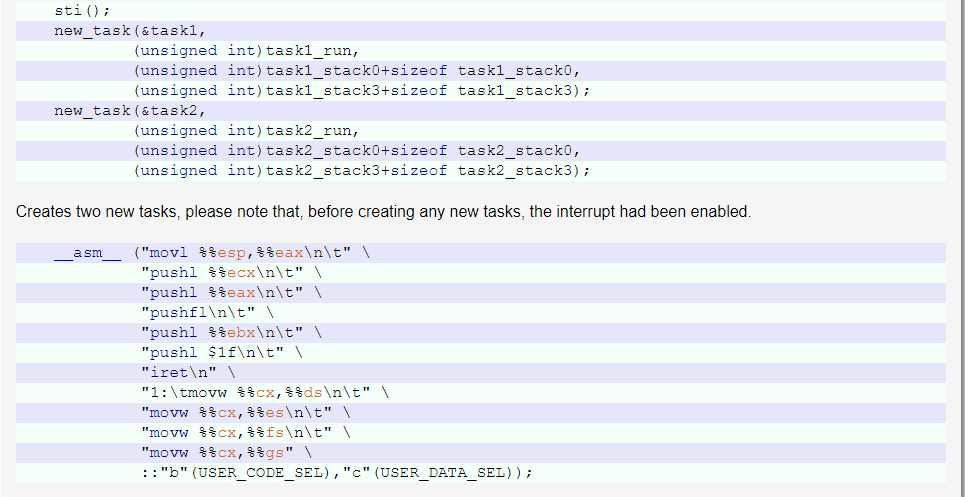 sti();
new_task(&task1,
(unsigned int)task1_run,
(unsigned int)task1_stack0+sizeof task1_stack0,
(unsigned int)task1_stack3+sizeof task1_stack3);
new_task(&task2,
(unsigned int)task2_run,
(unsigned int)task2_stack0+sizeof task2_stack0,
(unsigned int)task2_stack3+sizeof task2_stack3);
Creates two new tasks, please note that, before creating any new tasks, the interrupt had been enabled.
__asm__ ("movl %%esp,%%eax\n\t" \
"pushl %%ecx\n\t" \
"pushl %%eax\n\t" \
"pushfl\n\t" \
"pushl %%ebx\n\t" \
"pushl $1f\n\t" \
"iret\n" \
"1:\tmovw %%cx,%%ds\n\t" \
"movw %%cx,%%es\n\t" \
"movw %%cx,%%fs\n\t" \
"movw %%cx,%%gs" \
::"b"(USER_CODE_SEL),"c"(USER_DATA_SEL));